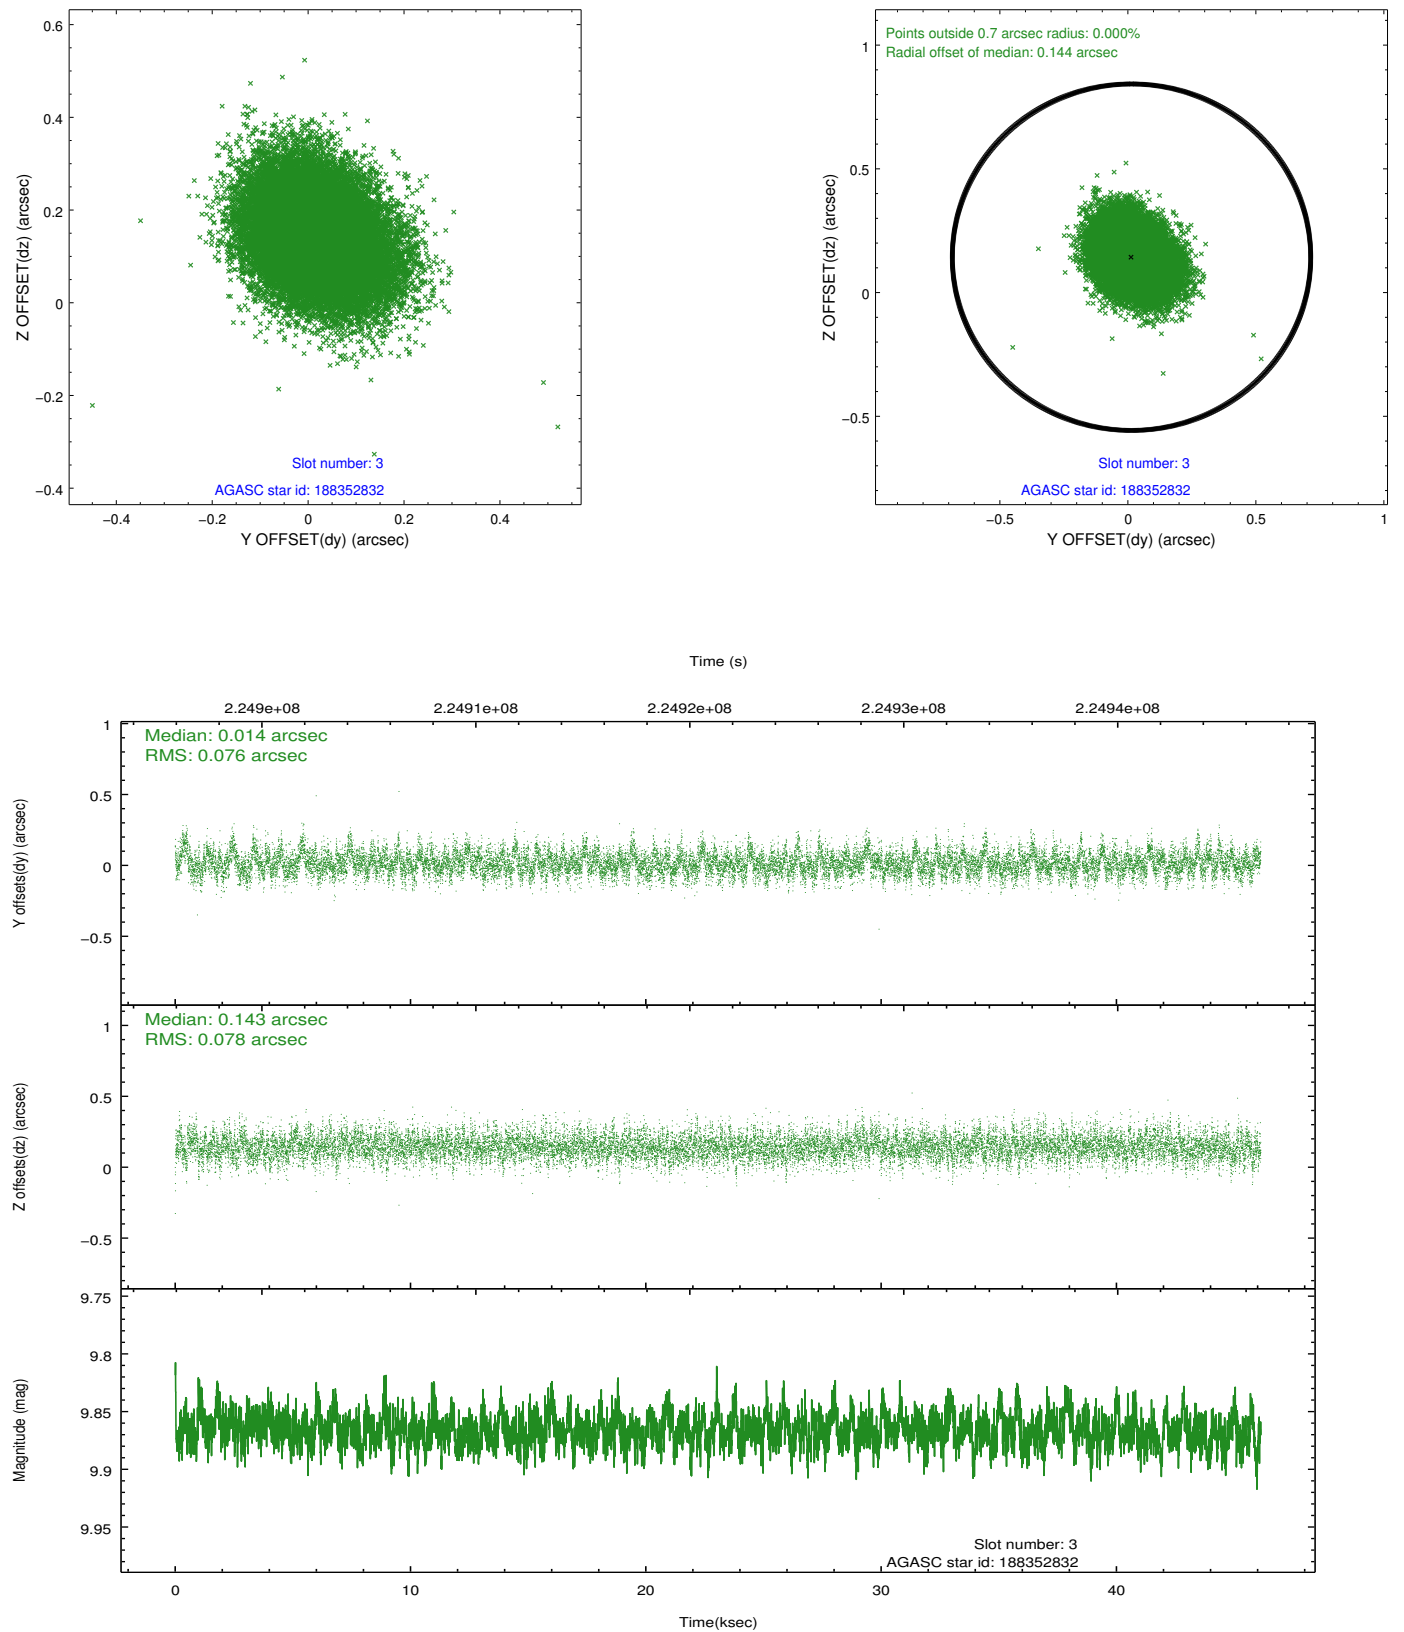 0.6
0.4
0.2
0
−0.2
−0.4
Z OFFSET(dz) (arcsec)
Slot number: 3
AGASC star id: 188352832
−0.4 −0.2 0 0.2 0.4
Y OFFSET(dy) (arcsec)
Points outside 0.7 arcsec radius: 0.000%
Radial offset of median: 0.144 arcsec
1
0.5
0
−0.5
Z OFFSET(dz) (arcsec)
Slot number: 3
AGASC star id: 188352832
−0.5 0 0.5 1
Y OFFSET(dy) (arcsec)
Time (s)
2.249e+08 2.2491e+08 2.2492e+08 2.2493e+08 2.2494e+08
Median: 0.014 arcsec
RMS: 0.076 arcsec
1
0.5
0
−0.5
Y offsets(dy) (arcsec)
Median: 0.143 arcsec
RMS: 0.078 arcsec
1
0.5
0
−0.5
Z offsets(dz) (arcsec)
9.75
9.8
9.85
9.9
9.95
Magnitude (mag)
Slot number: 3
AGASC star id: 188352832
0 10 20 30 40
Time(ksec)